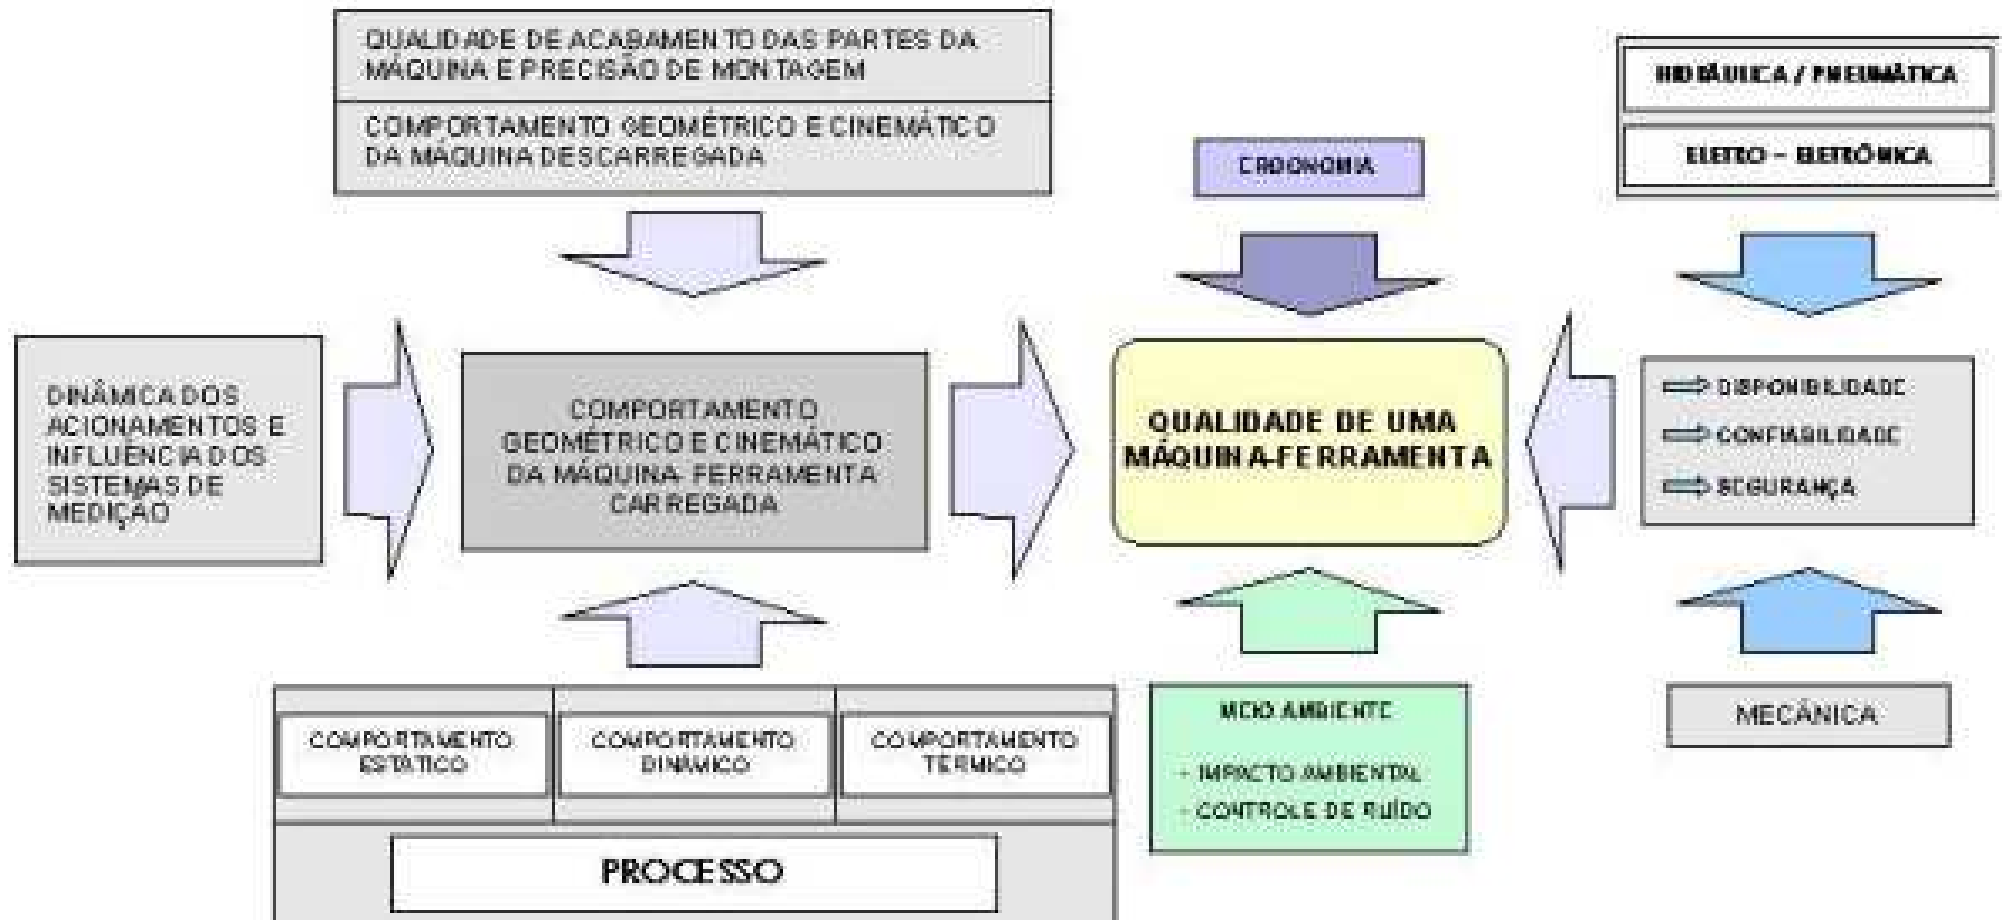 QUALIDADE DE ACABAMENTO DAS PARTES DA
MÁQUINA E PRECISÃO DE MONTAGEM
COMPORTAMENTO GEOMÉTRICO E CINEMÁTICO
DA MÁQUINA DESCARREGADA
ERGONOMIA
HIDRÁULICA / PNEUMÁTICA
ELETRO - ELETRÔNICA
DINÂMICA DOS
ACIONAMENTOS E
INFLUÊNCIA DOS
SISTEMAS DE
MEDIÇÃO
COMPORTAMENTO
GEOMÉTRICO E CINEMÁTICO
DA MÁQUINA-FERRAMENTA
CARREGADA
QUALIDADE DE UMA
MÁQUINA-FERRAMENTA
DISPONIBILIDADE
CONFIABILIDADE
SEGURANÇA
COMPORTAMENTO
ESTÁTICO
COMPORTAMENTO
DINÂMICO
COMPORTAMENTO
TÉRMICO
PROCESSO
MEIO AMBIENTE
- IMPACTO AMBIENTAL
- CONTROLE DE RUÍDO
MECÂNICA